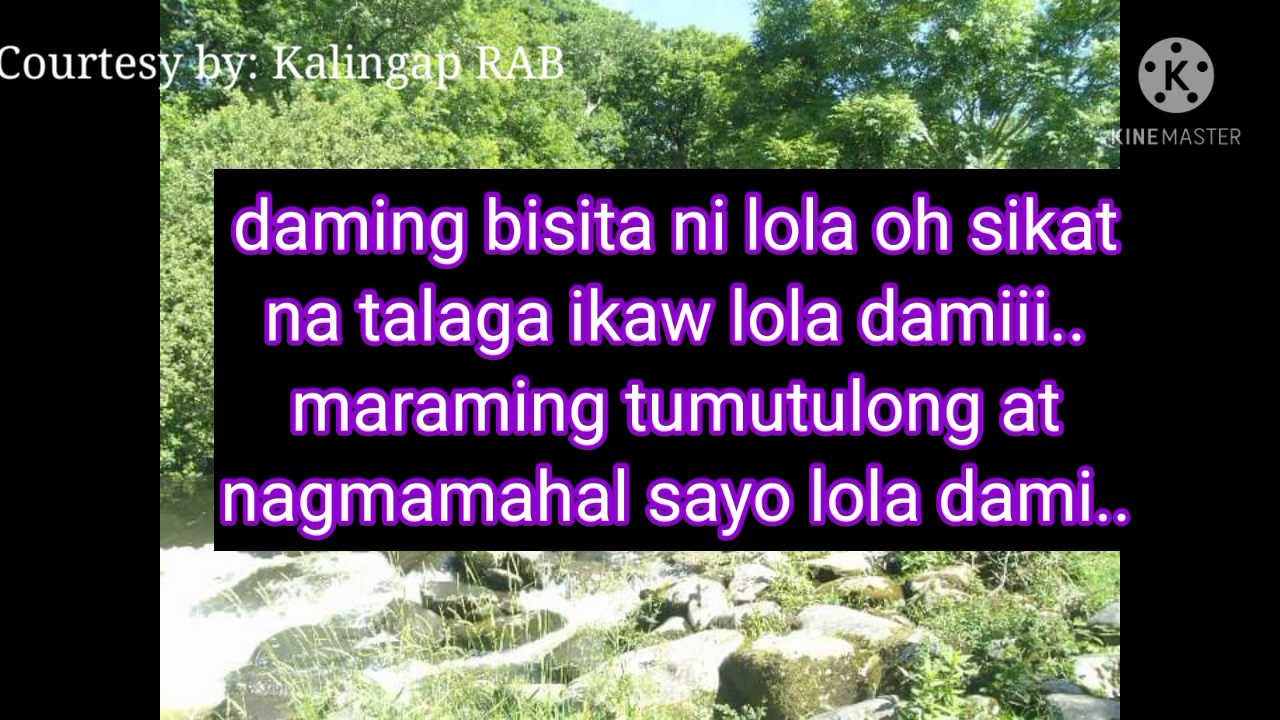 Courtesy by: Kalingap RAB
K
KINEMASTER
daming bisita ni lola oh sikat
na talaga ikaw lola damiii..
maraming tumutulong at
nagmamahal sayo lola dami..